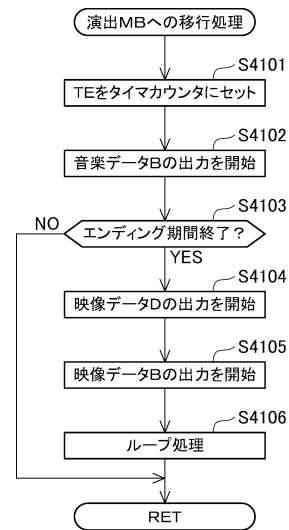 演出MBへの移行処理
S4101
TEをタイマカウンタにセット
S4102
音楽データBの出力を開始
S4103
NO
エンディング期間終了?
YES
S4104
映像データDの出力を開始
S4105
映像データBの出力を開始
S4106
ループ処理
RET